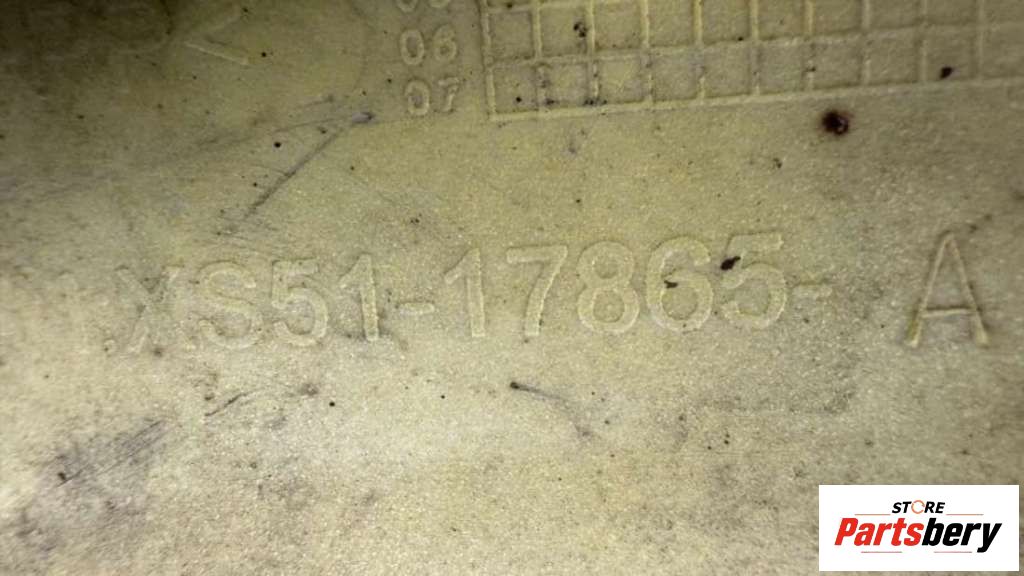 06
07
XS51-17865- A
STORE
Partsbery